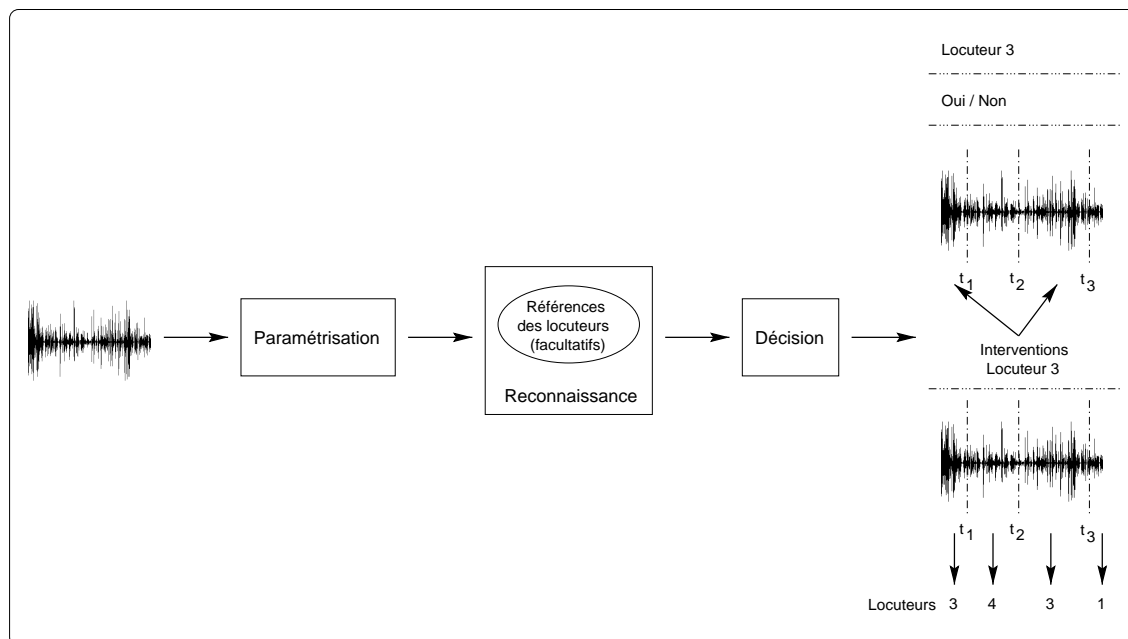 Locuteur 3
Oui / Non
t1 t2 t3
Interventions
Locuteur 3
Paramétrisation
Référénces
des locuteurs
(facultatifs)
Reconnaissance
Décision
t1 t2 t3
Locuteurs 3 4 3 1